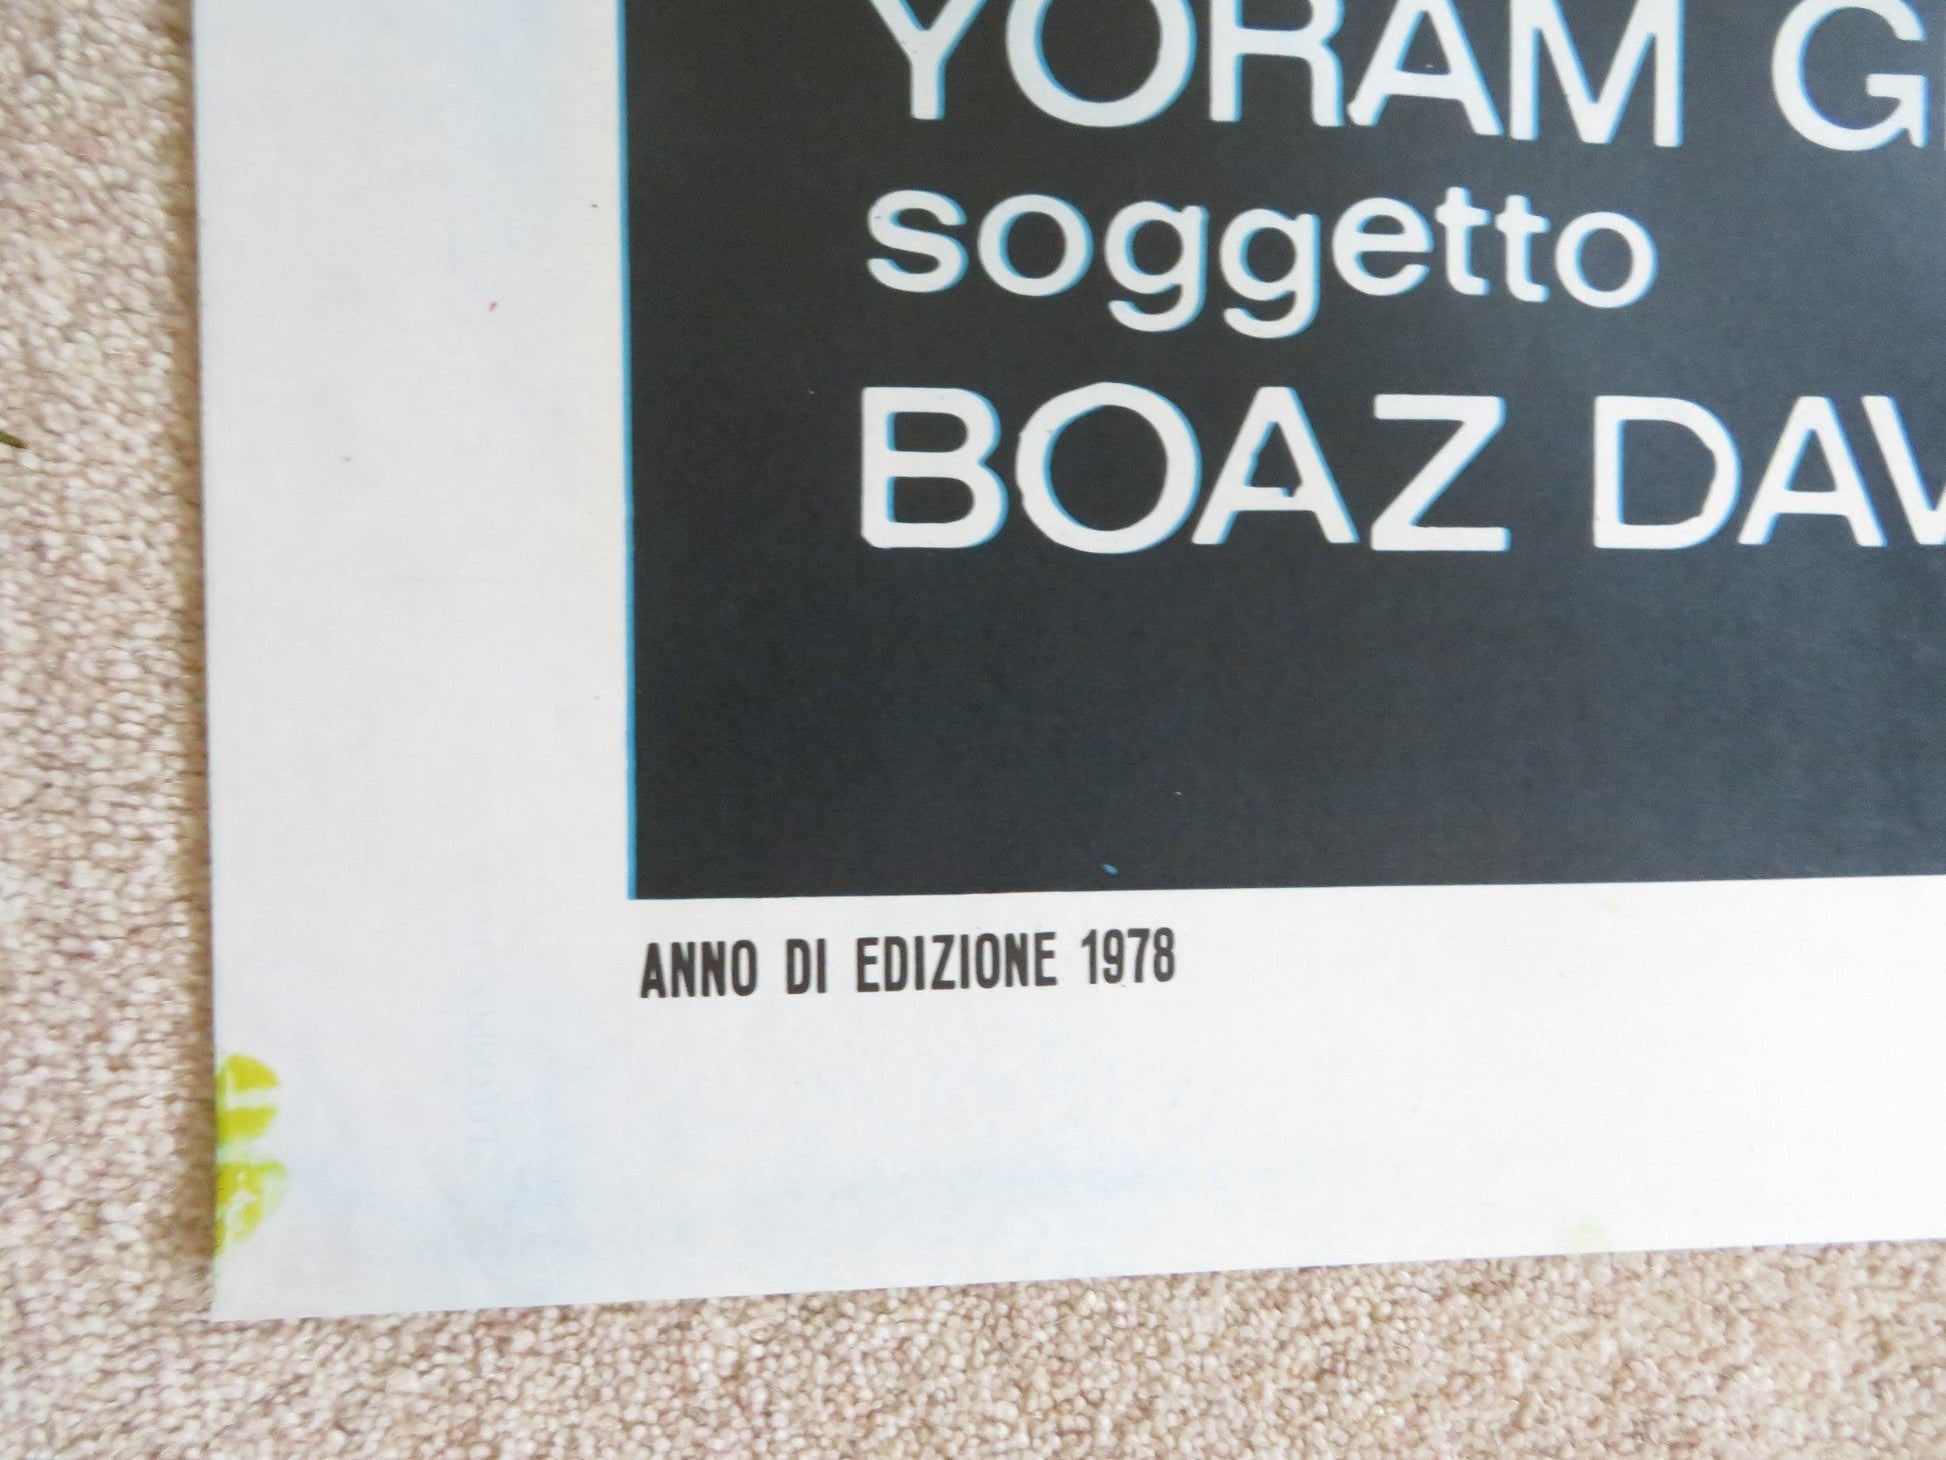 YORAM G
soggetto
BOAZ DAV
ANNO DI EDIZIONE 1978